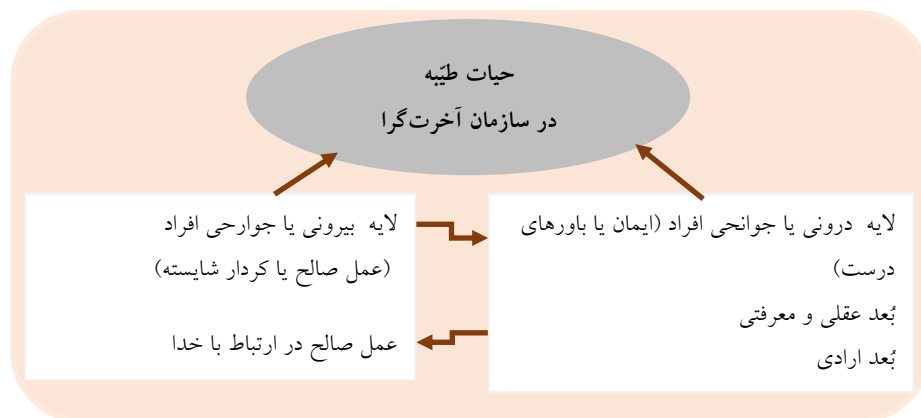 حیات طیّبه
در سازمان آخرت‌گرا
لایه  درونی یا جوانحی افراد (ایمان یا باورهای
درست)
بُعد عقلی و معرفتی
بُعد ارادی
لایه  بیرونی یا جوارحی افراد
(عمل صالح یا کردار شایسته)
عمل صالح در ارتباط با خدا